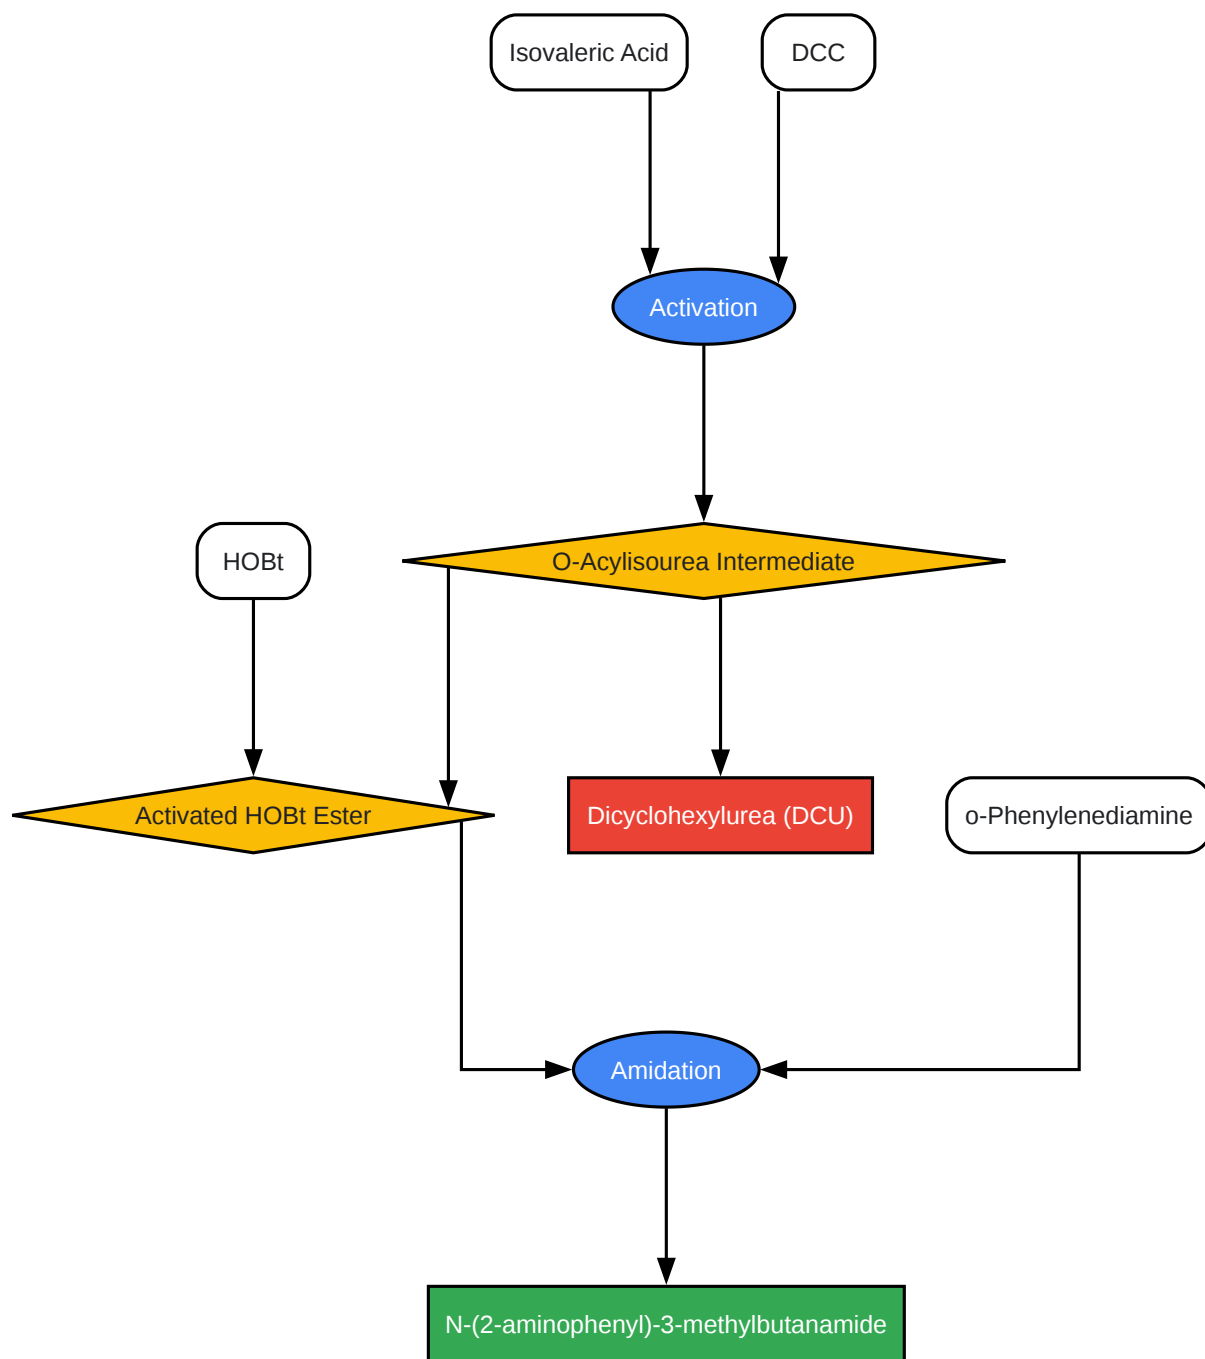 Isovaleric Acid
DCC
Activation
HOBt
O-Acylisourea Intermediate
Activated HOBt Ester
Dicyclohexylurea (DCU)
o-Phenylenediamine
Amidation
N-(2-aminophenyl)-3-methylbutanamide